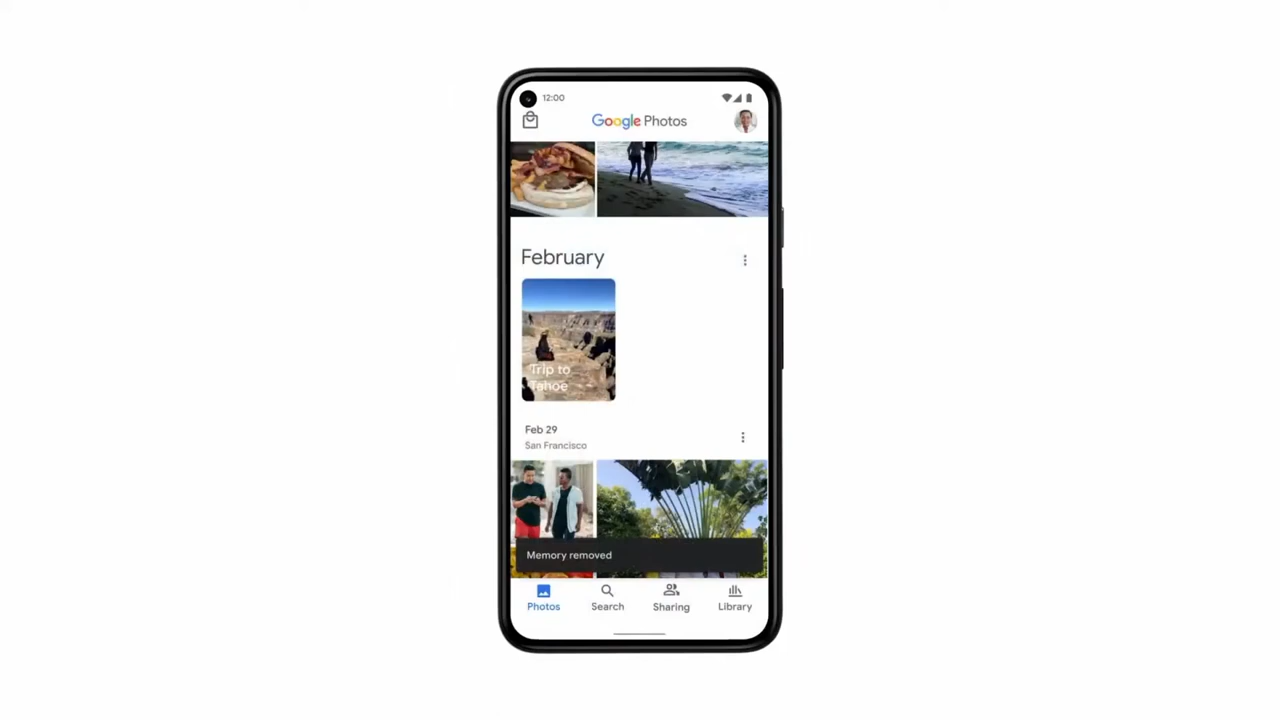 12:00
Google Photos
February
Trip to
Tahoe
Feb 29
San Francisco
Memory removed
Photos
Search
Sharing
Library